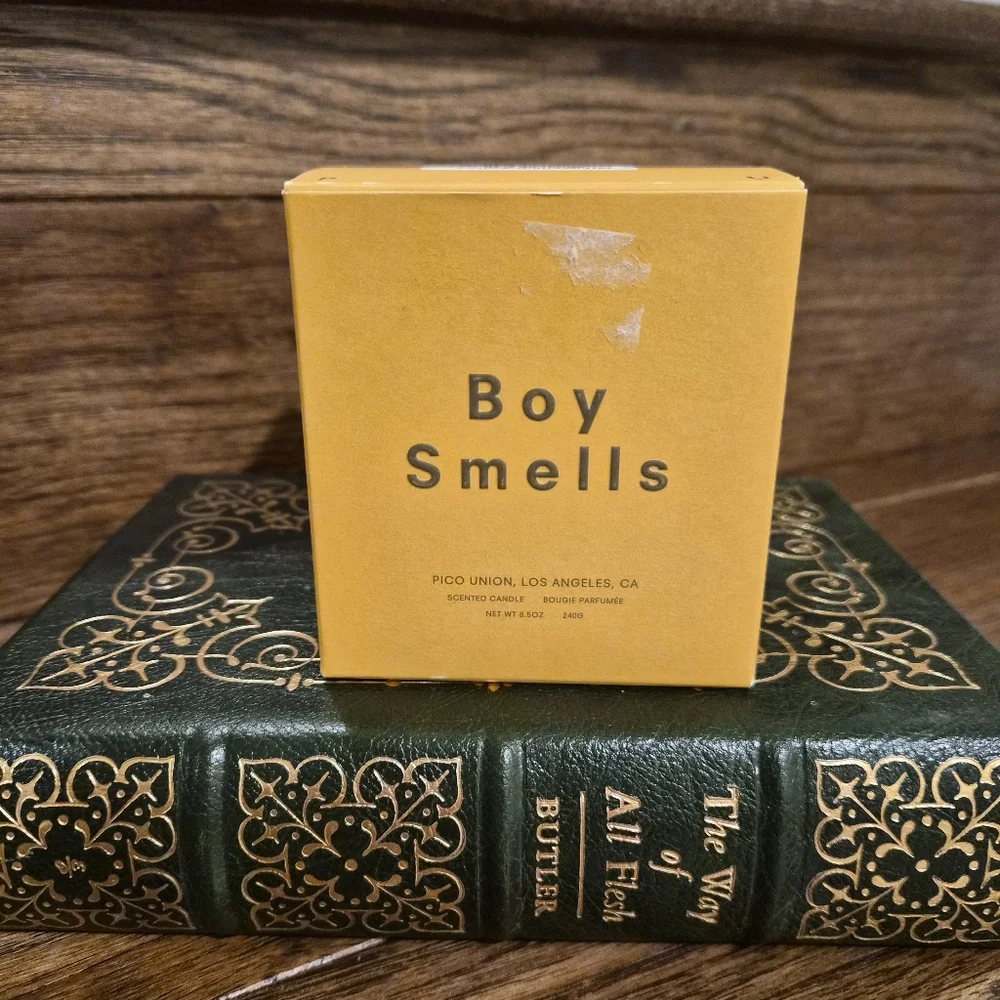 Boy
Smells
PICO UNION, LOS ANGELES, CA
SCENTED CANDLE BOUGIE PARFUMÉE
NET WT 8.5OZ 240G
The Way
of
All Flesh
BUTLER